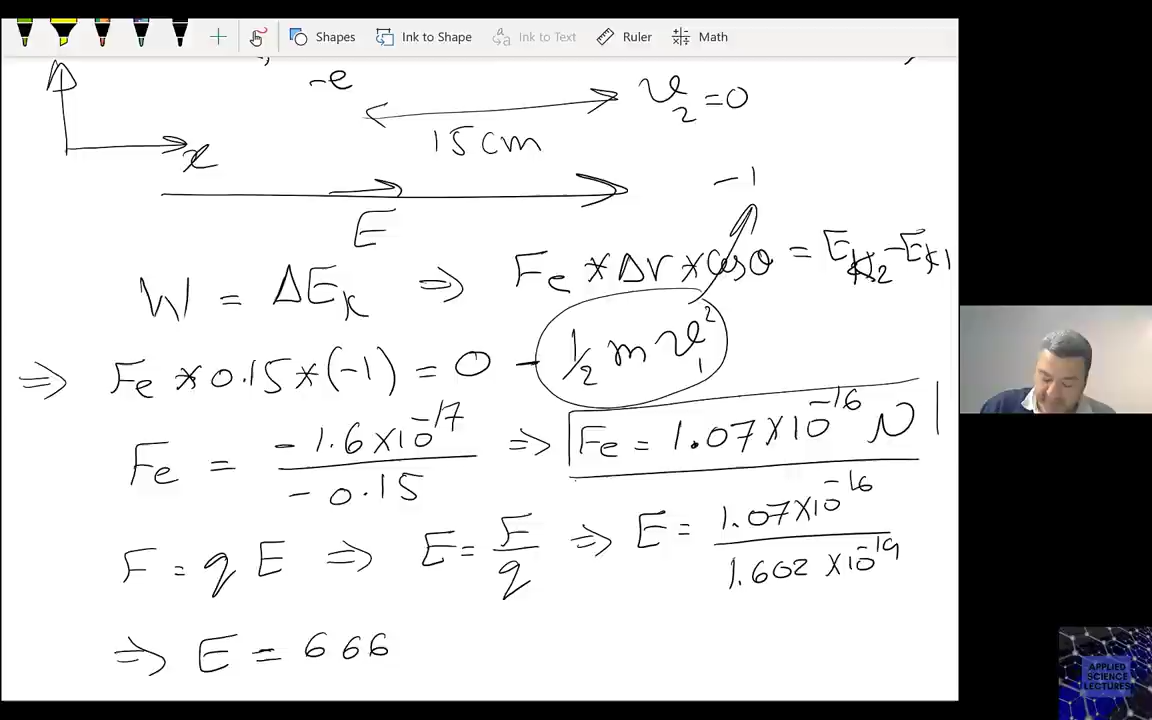 Shapes Ink to Shape Ink to Text Ruler Math
-e
v₂ = 0
15 cm
x
-1
E
W = ΔEₖ ⇒ Fe * Δr * cosθ = Eₖ₂ - Eₖ₁
⇒ Fe * 0.15 * (-1) = 0 - ½ m v₁²
Fe = -1.6 × 10⁻¹⁷ / -0.15 ⇒ Fe = 1.07 × 10⁻¹⁶ N
F = q E ⇒ E = F / q ⇒ E = 1.07 × 10⁻¹⁶ / 1.602 × 10⁻¹⁹
⇒ E = 666
APPLIED
SCIENCE
LECTURES